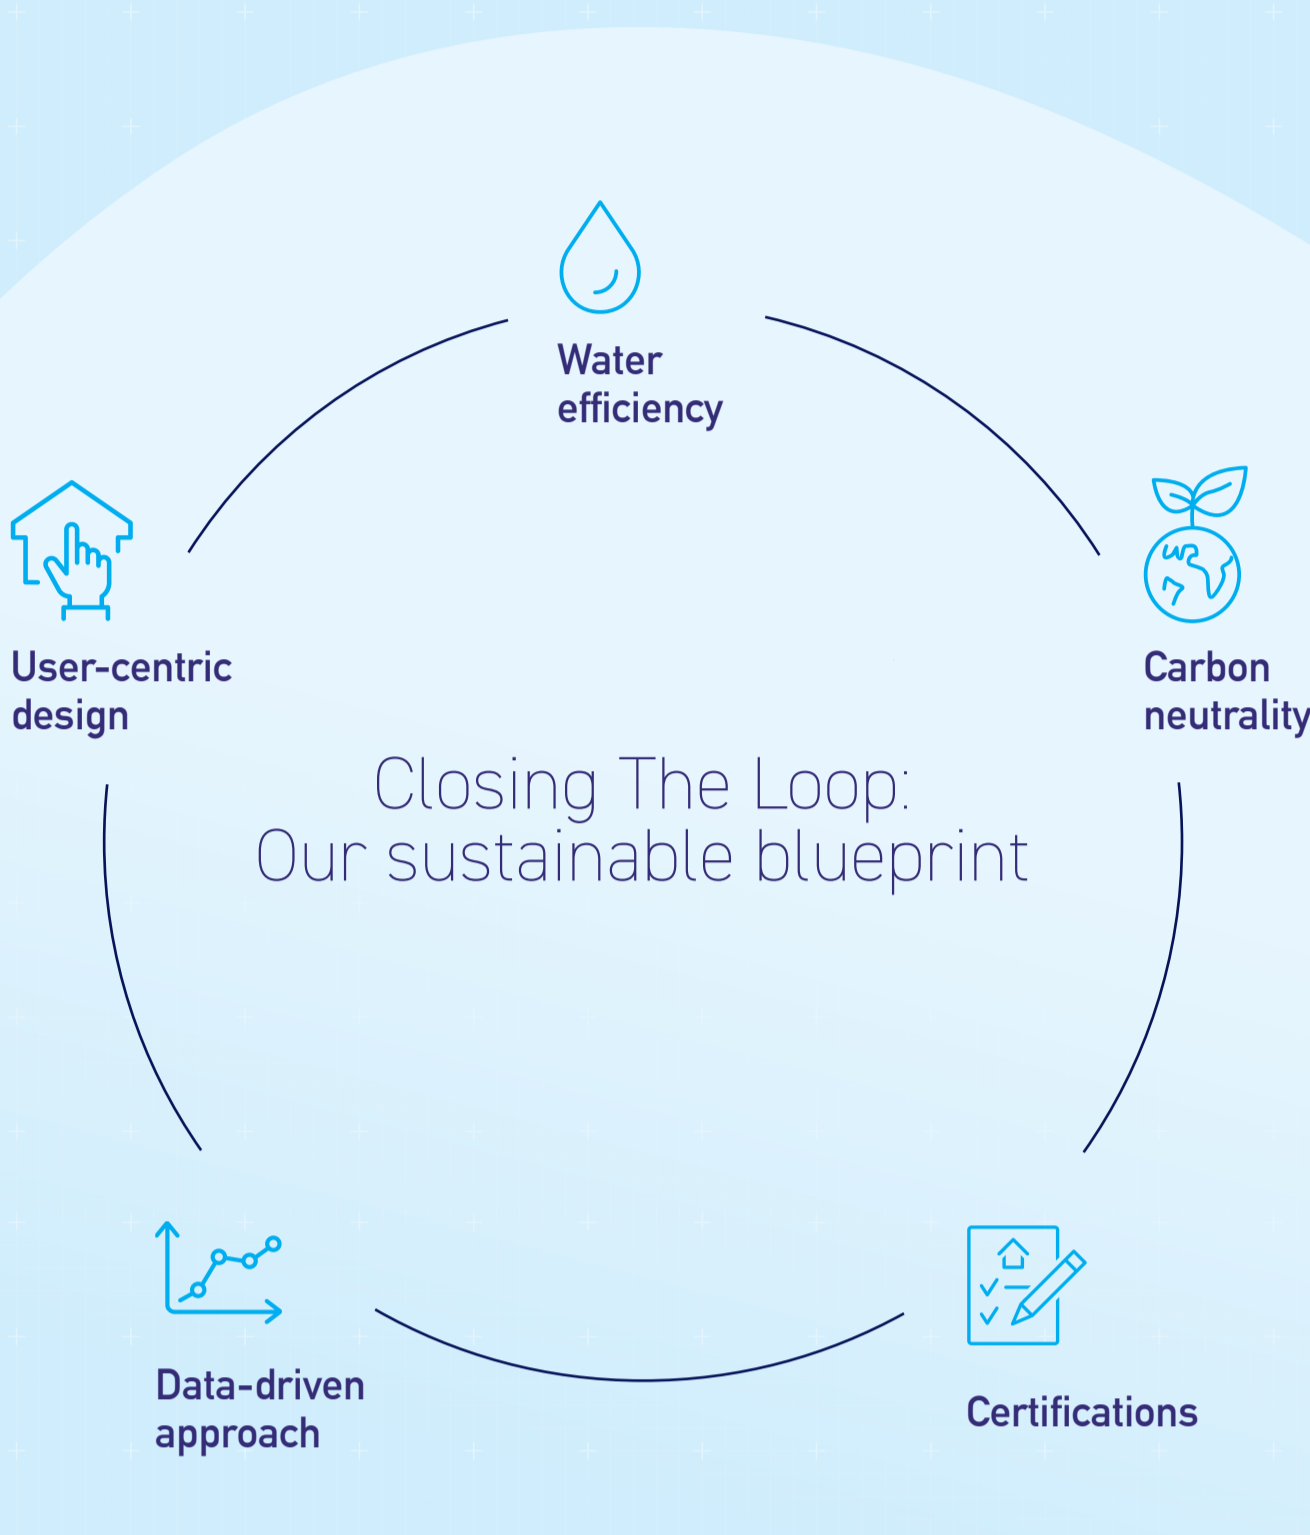 Water
efficiency
User-centric
design
Carbon
neutrality
Closing The Loop:
Our sustainable blueprint
Data-driven
approach
Certifications